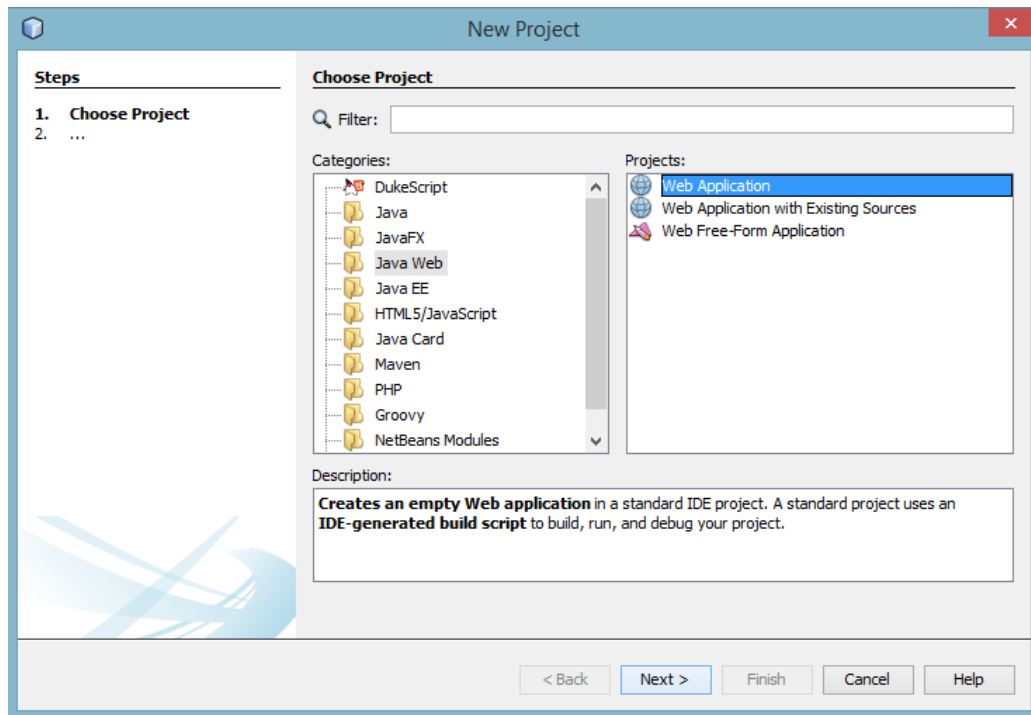 New Project
Steps
1. Choose Project
2. ...
Choose Project
Filter:
Categories:
DukeScript
Java
JavaFX
Java Web
Java EE
HTML5/JavaScript
Java Card
Maven
PHP
Groovy
NetBeans Modules
Projects:
Web Application
Web Application with Existing Sources
Web Free-Form Application
Description:
Creates an empty Web application in a standard IDE project. A standard project uses an
IDE-generated build script to build, run, and debug your project.
< Back Next > Finish Cancel Help